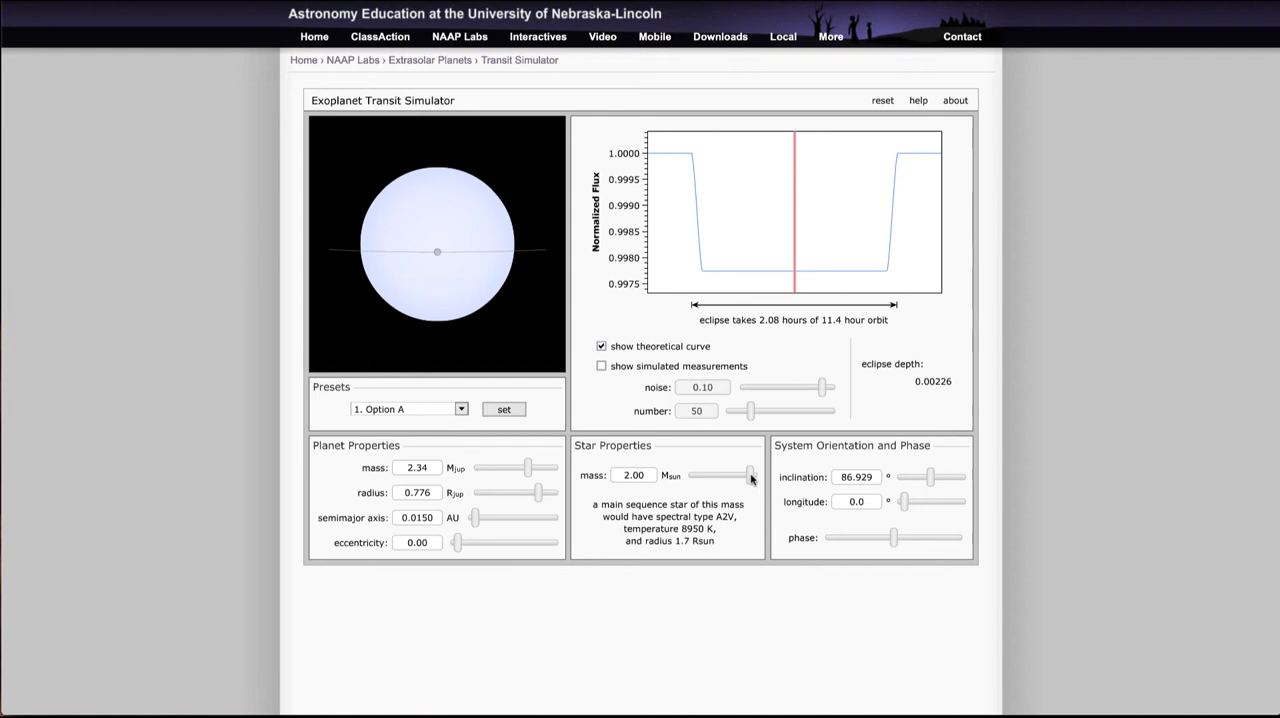 Astronomy Education at the University of Nebraska-Lincoln
Home ClassAction NAAP Labs Interactives Video Mobile Downloads Local More Contact
Home › NAAP Labs › Extrasolar Planets › Transit Simulator
Exoplanet Transit Simulator reset help about
Normalized Flux
1.0000
0.9995
0.9990
0.9985
0.9980
0.9975
eclipse takes 2.08 hours of 11.4 hour orbit
show theoretical curve
show simulated measurements
noise: 0.10
number: 50
eclipse depth:
0.00226
Presets
1. Option A set
Planet Properties
mass: 2.34 Mjup
radius: 0.776 Rjup
semimajor axis: 0.0150 AU
eccentricity: 0.00
Star Properties
mass: 2.00 Msun
a main sequence star of this mass
would have spectral type A2V,
temperature 8950 K,
and radius 1.7 Rsun
System Orientation and Phase
inclination: 86.929 º
longitude: 0.0 º
phase: